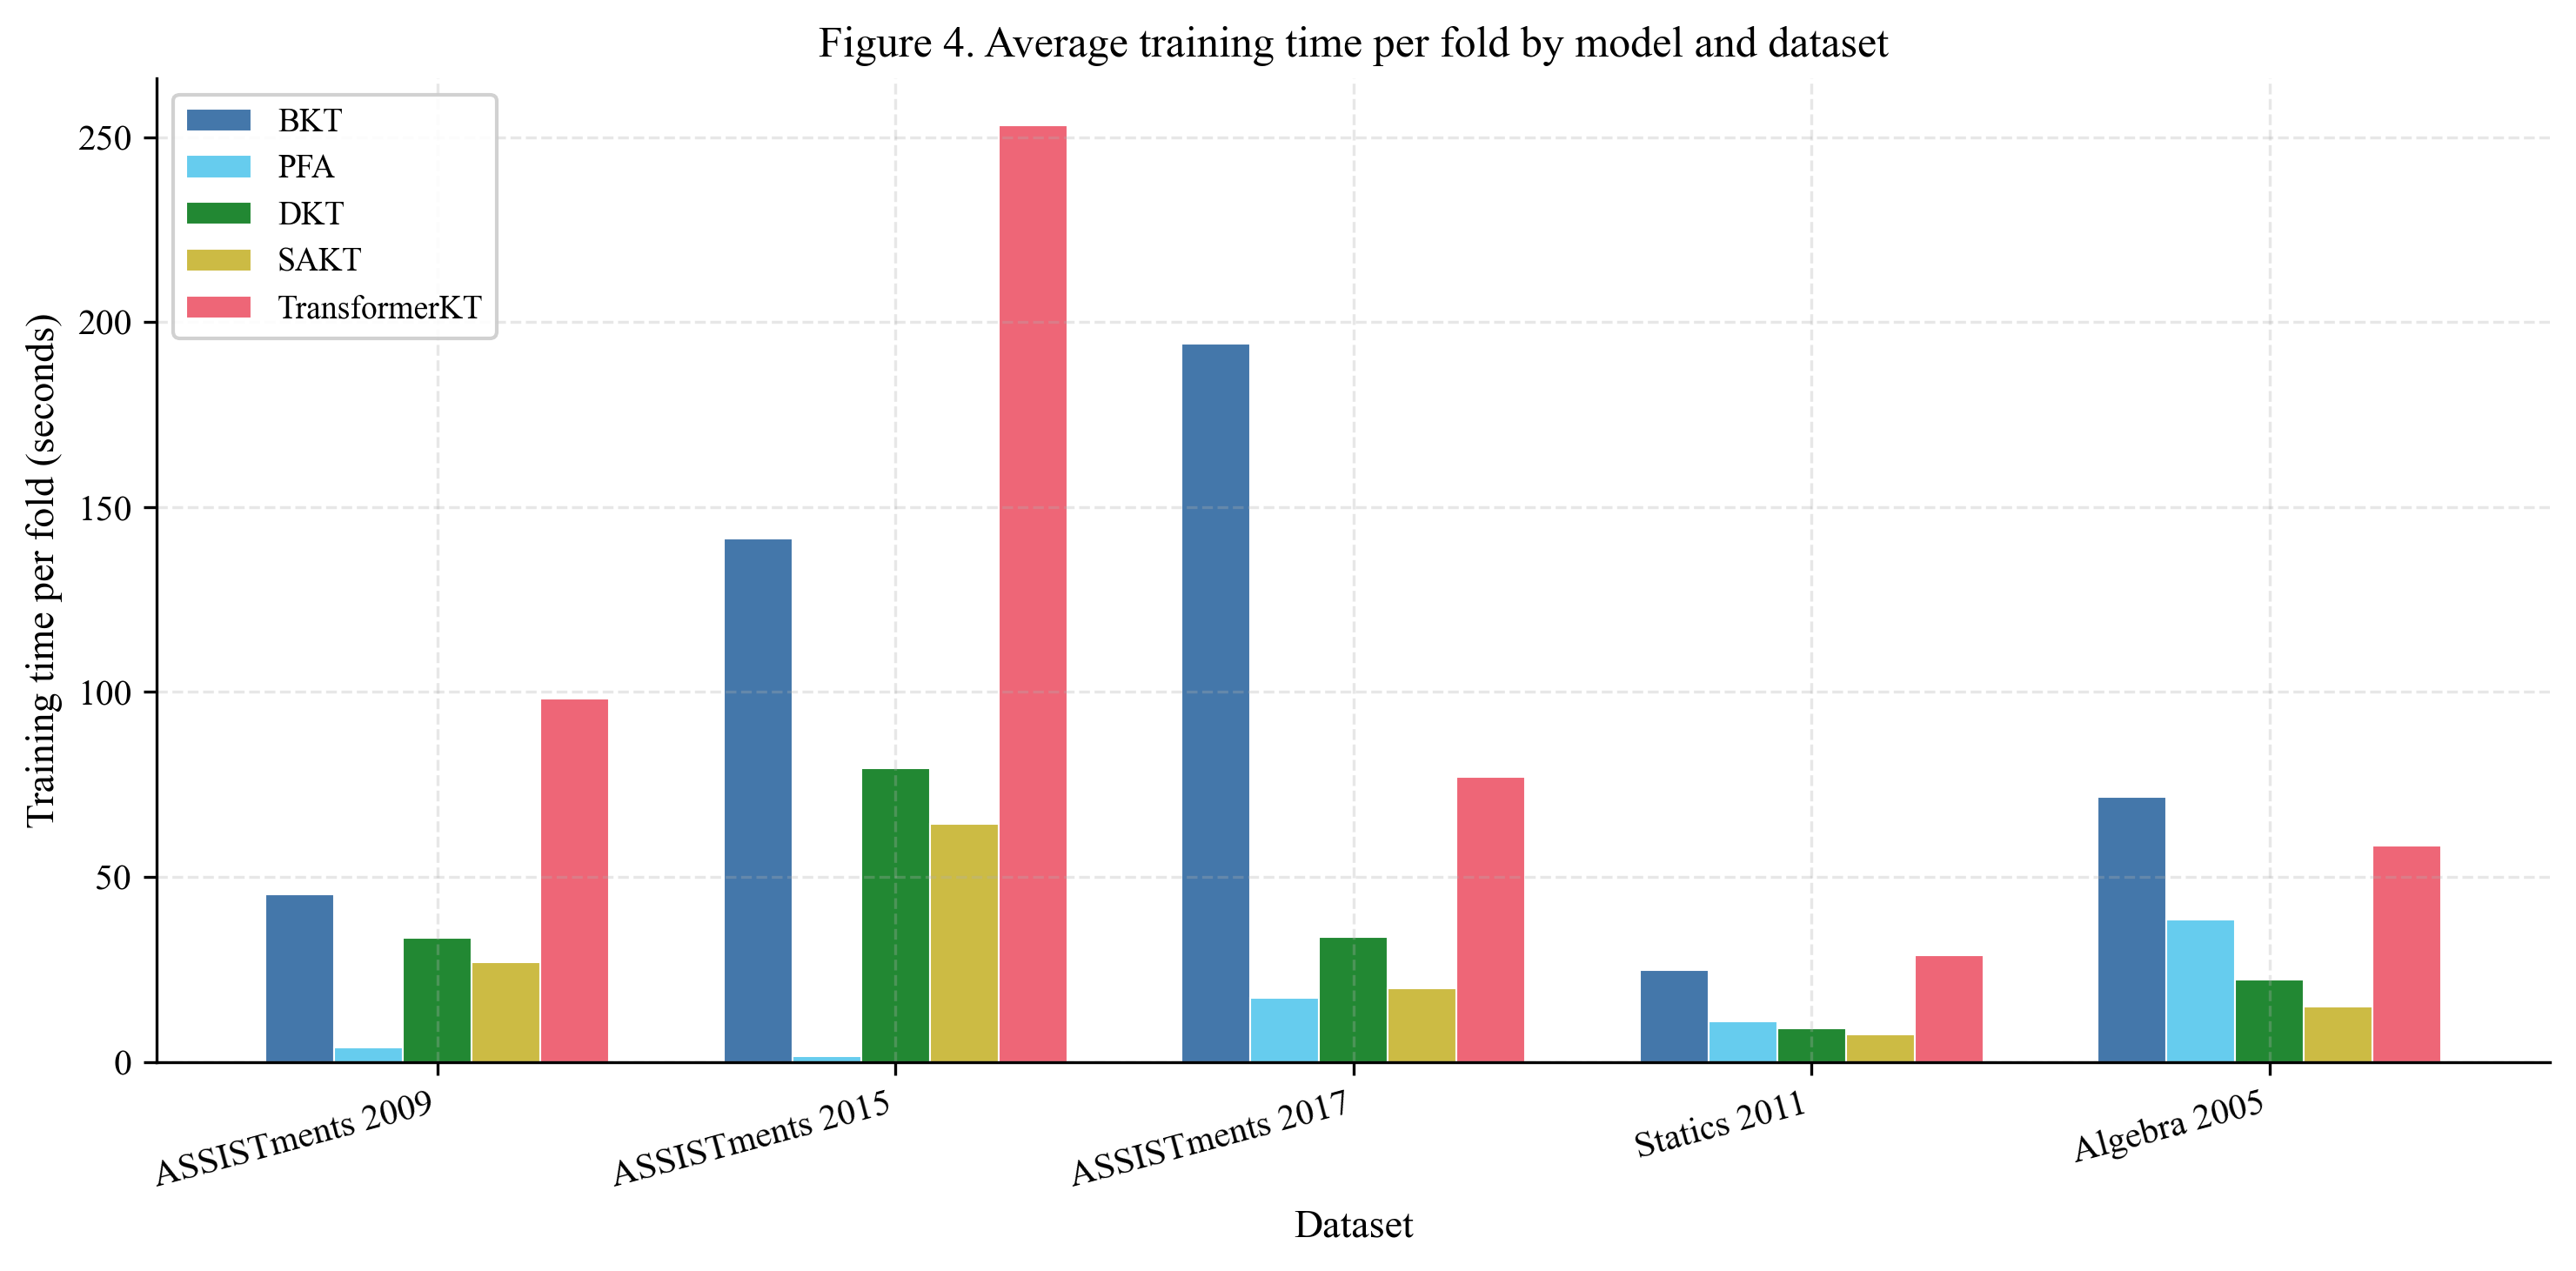 Figure 4. Average training time per fold by model and dataset
BKT
PFA
DKT
SAKT
TransformerKT
Training time per fold (seconds)
250
200
150
100
50
0
ASSISTments 2009
ASSISTments 2015
ASSISTments 2017
Statics 2011
Algebra 2005
Dataset